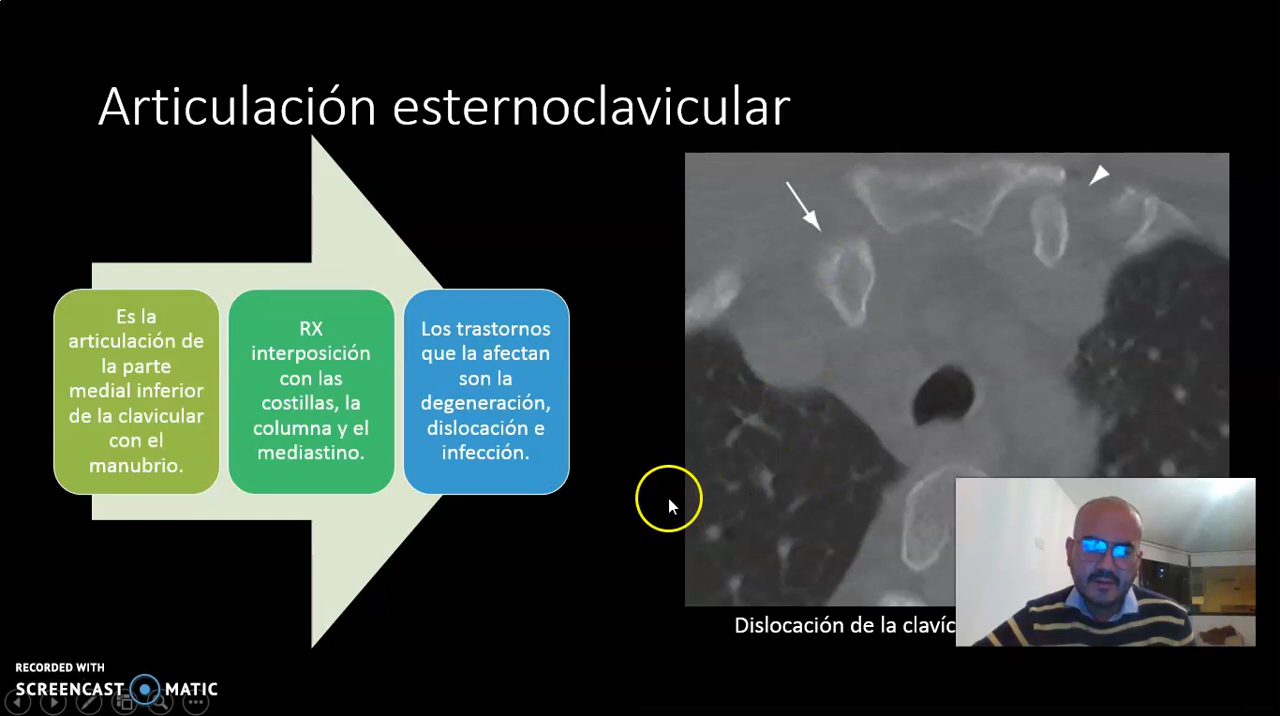 Articulación esternoclavicular
Es la
articulación de
la parte
medial inferior
de la clavicular
con el
manubrio.
RX
interposición
con las
costillas, la
columna y el
mediastino.
Los trastornos
que la afectan
son la
degeneración,
dislocación e
infección.
Dislocación de la
RECORDED WITH
SCREENCAST MATIC